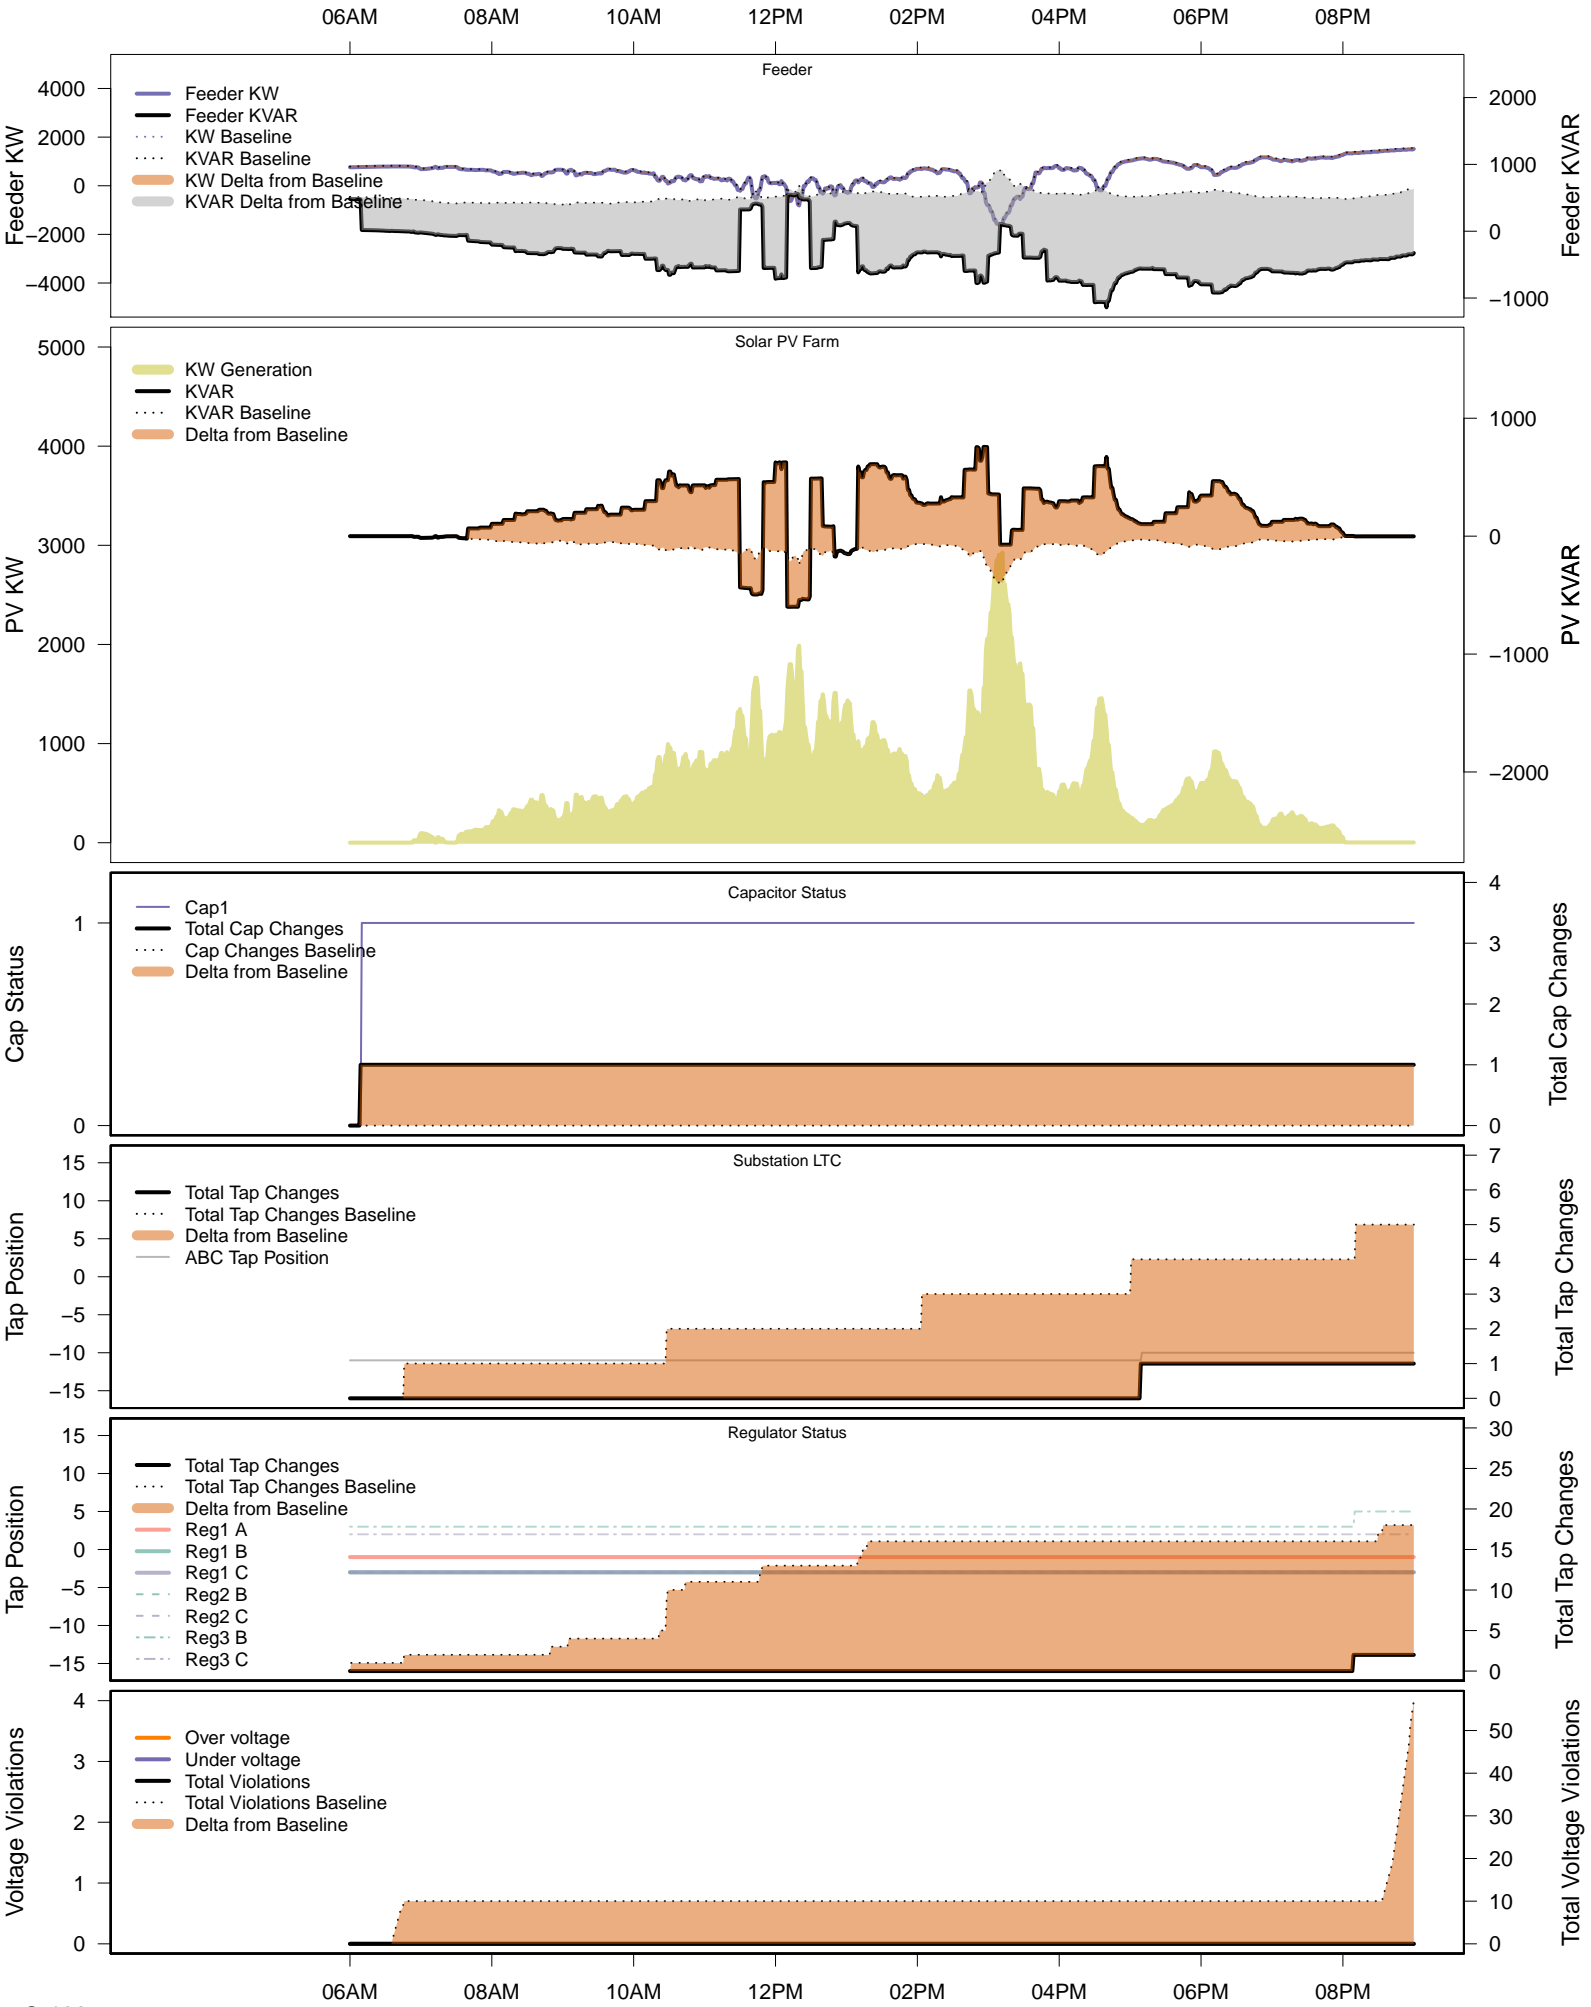 06AM 08AM 10AM 12PM 02PM 04PM 06PM 08PM
Feeder
Feeder KW
4000
2000
0
−2000
−4000
Feeder KW
Feeder KVAR
KW Baseline
KVAR Baseline
KW Delta from Baseline
KVAR Delta from Baseline
2000
1000
0
−1000
Feeder KVAR
Solar PV Farm
PV KW
5000
4000
3000
2000
1000
0
KW Generation
KVAR
KVAR Baseline
Delta from Baseline
1000
0
−1000
−2000
PV KVAR
Capacitor Status
Cap Status
1
0
Cap1
Total Cap Changes
Cap Changes Baseline
Delta from Baseline
4
3
2
1
0
Total Cap Changes
Substation LTC
Tap Position
15
10
5
0
−5
−10
−15
Total Tap Changes
Total Tap Changes Baseline
Delta from Baseline
ABC Tap Position
7
6
5
4
3
2
1
0
Total Tap Changes
Regulator Status
Tap Position
15
10
5
0
−5
−10
−15
Total Tap Changes
Total Tap Changes Baseline
Delta from Baseline
Reg1 A
Reg1 B
Reg1 C
Reg2 B
Reg2 C
Reg3 B
Reg3 C
30
25
20
15
10
5
0
Total Tap Changes
Voltage Violations
4
3
2
1
0
Over voltage
Under voltage
Total Violations
Total Violations Baseline
Delta from Baseline
50
40
30
20
10
0
Total Voltage Violations
06AM 08AM 10AM 12PM 02PM 04PM 06PM 08PM